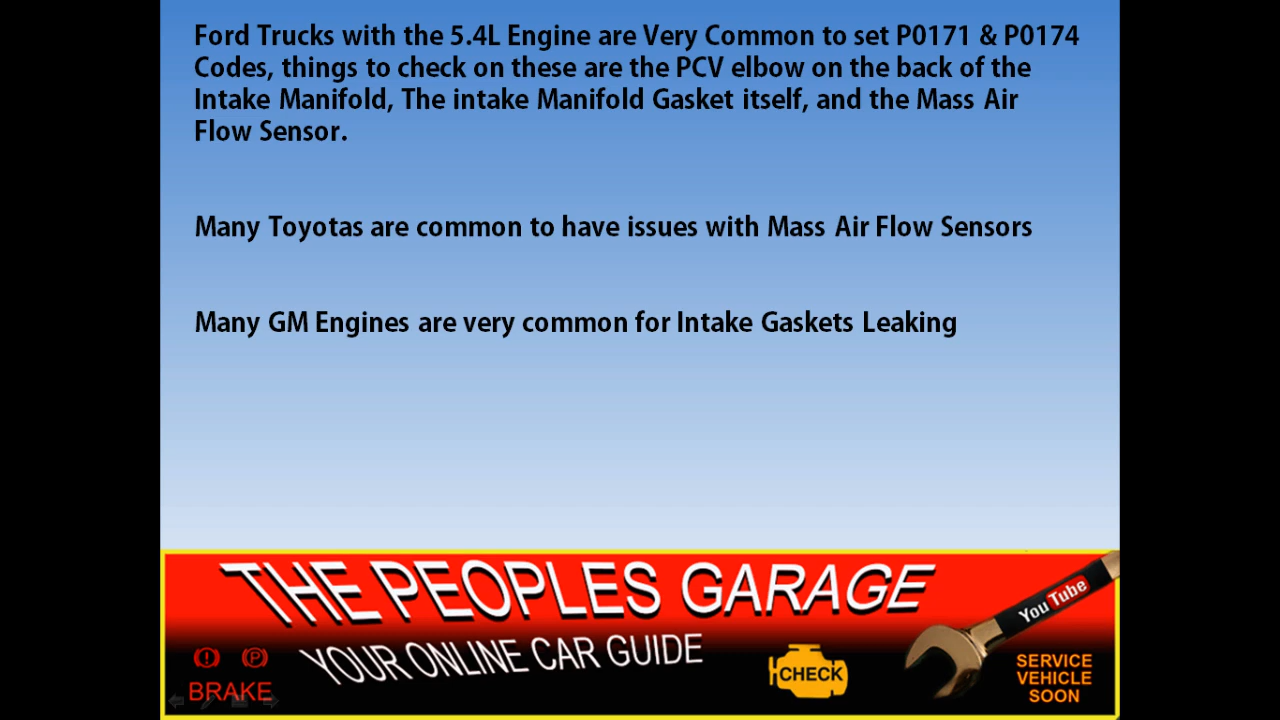 Ford Trucks with the 5.4L Engine are Very Common to set P0171 & P0174
Codes, things to check on these are the PCV elbow on the back of the
Intake Manifold, The intake Manifold Gasket itself, and the Mass Air
Flow Sensor.
Many Toyotas are common to have issues with Mass Air Flow Sensors
Many GM Engines are very common for Intake Gaskets Leaking
THE PEOPLES GARAGE
YOUR ONLINE CAR GUIDE
YouTube
BRAKE
CHECK
SERVICE
VEHICLE
SOON